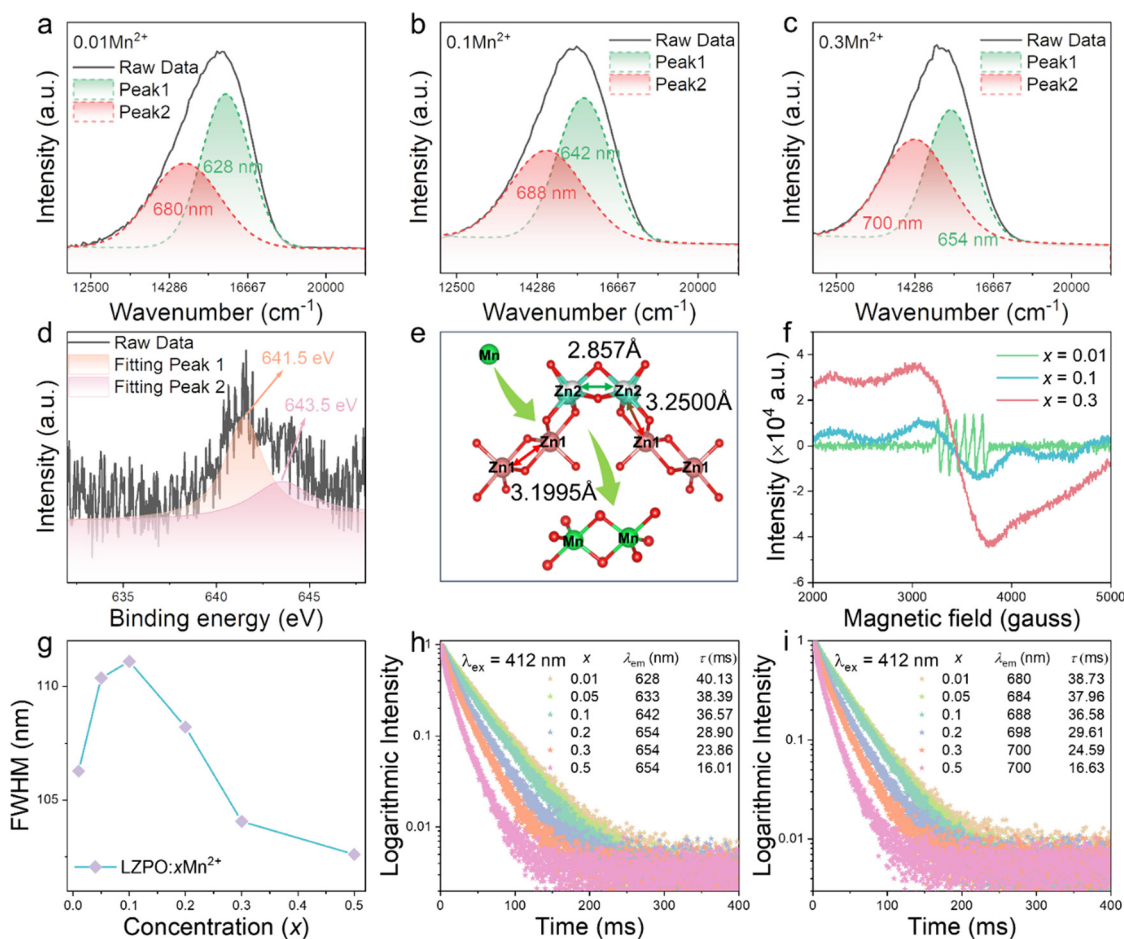 a
0.01Mn²⁺
Raw Data
Peak1
Peak2
628 nm
680 nm
Intensity (a.u.)
12500 14286 16667 20000
Wavenumber (cm⁻¹)
b
0.1Mn²⁺
Raw Data
Peak1
Peak2
642 nm
688 nm
Intensity (a.u.)
12500 14286 16667 20000
Wavenumber (cm⁻¹)
c
0.3Mn²⁺
Raw Data
Peak1
Peak2
700 nm
654 nm
Intensity (a.u.)
12500 14286 16667 20000
Wavenumber (cm⁻¹)
d
Raw Data
Fitting Peak 1
Fitting Peak 2
641.5 eV
643.5 eV
Intensity (a.u.)
635 640 645
Binding energy (eV)
e
Mn
2.857Å
Zn2 Zn2
3.2500Å
Zn1 Zn1
Zn1 Zn1
3.1995Å
Mn Mn
f
x = 0.01
x = 0.1
x = 0.3
Intensity (×10⁴ a.u.)
4
2
0
-2
-4
-6
2000 3000 4000 5000
Magnetic field (gauss)
g
FWHM (nm)
110
105
LZPO:xMn²⁺
0.0 0.1 0.2 0.3 0.4 0.5
Concentration (x)
h
λex = 412 nm
x λem (nm) τ (ms)
0.01 628 40.13
0.05 633 38.39
0.1 642 36.57
0.2 654 28.90
0.3 654 23.86
0.5 654 16.01
Logarithmic Intensity
1
0.1
0.01
0 100 200 300 400
Time (ms)
i
λex = 412 nm
x λem (nm) τ (ms)
0.01 680 38.73
0.05 684 37.96
0.1 688 36.58
0.2 698 29.61
0.3 700 24.59
0.5 700 16.63
Logarithmic Intensity
1
0.1
0.01
0 100 200 300 400
Time (ms)